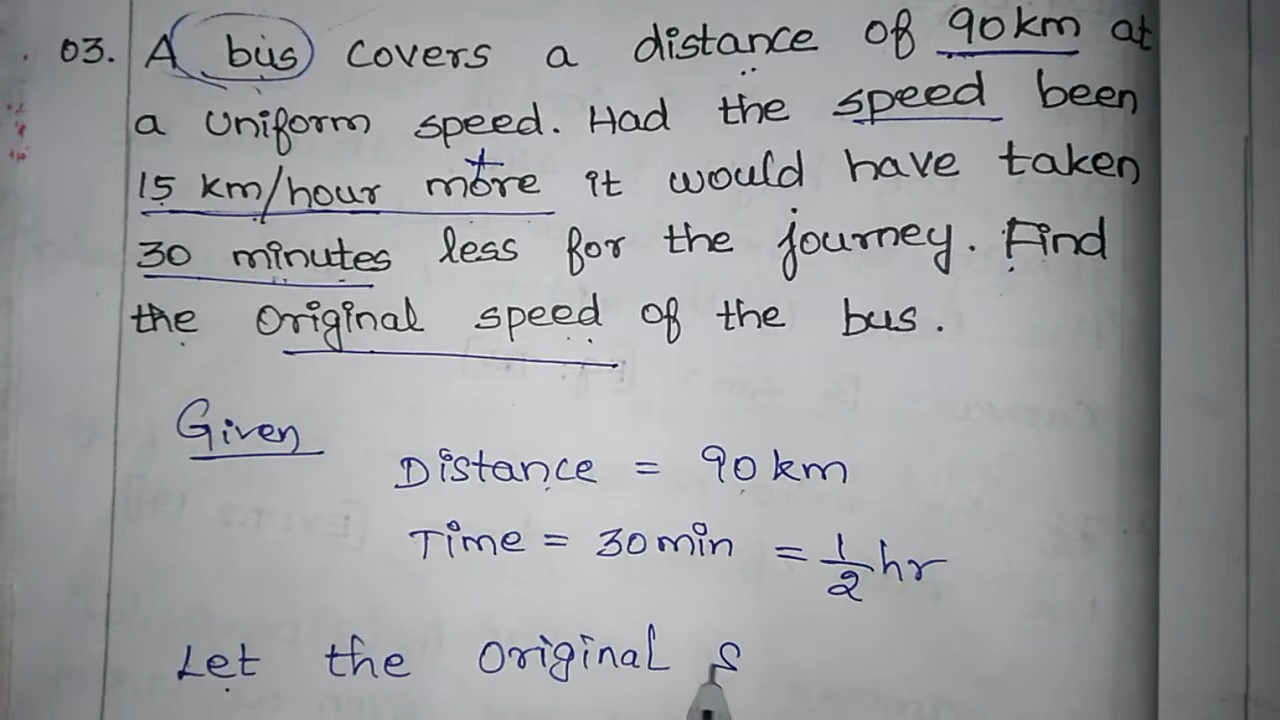 03. A bus covers a distance of 90km at
a uniform speed. Had the speed been
15 km/hour more it would have taken
30 minutes less for the journey. Find
the original speed of the bus.
Given
Distance = 90 km
Time = 30min = 1/2 hr
Let the original s